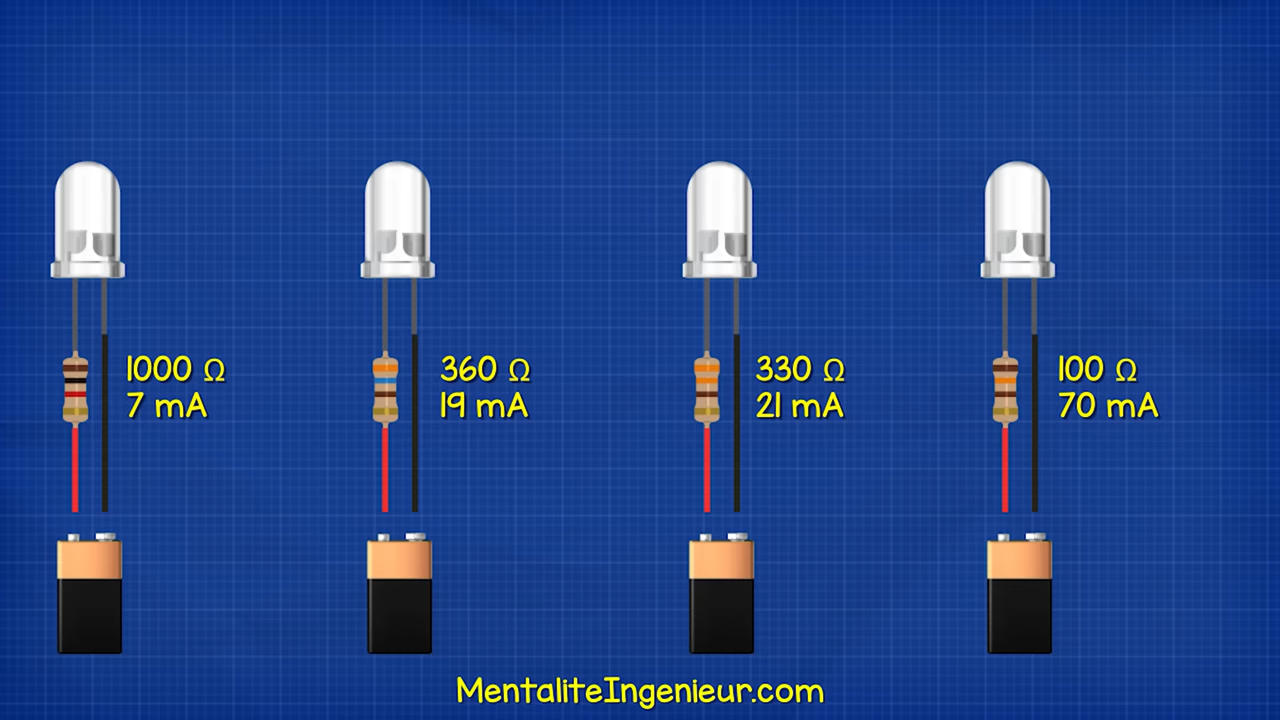 1000 Ω
7 mA
360 Ω
19 mA
330 Ω
21 mA
100 Ω
70 mA
MentaliteIngenieur.com